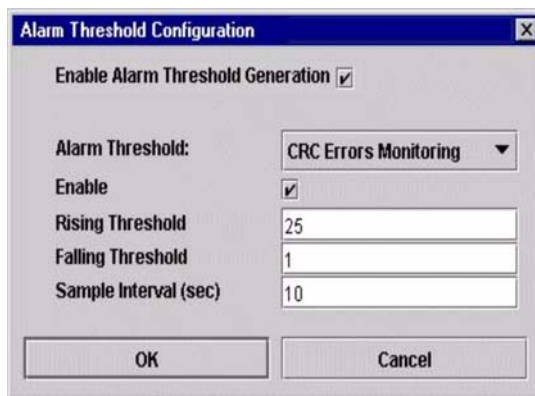 Alarm Threshold Configuration
Enable Alarm Threshold Generation
Alarm Threshold: CRC Errors Monitoring
Enable
Rising Threshold 25
Falling Threshold 1
Sample Interval (sec) 10
OK Cancel